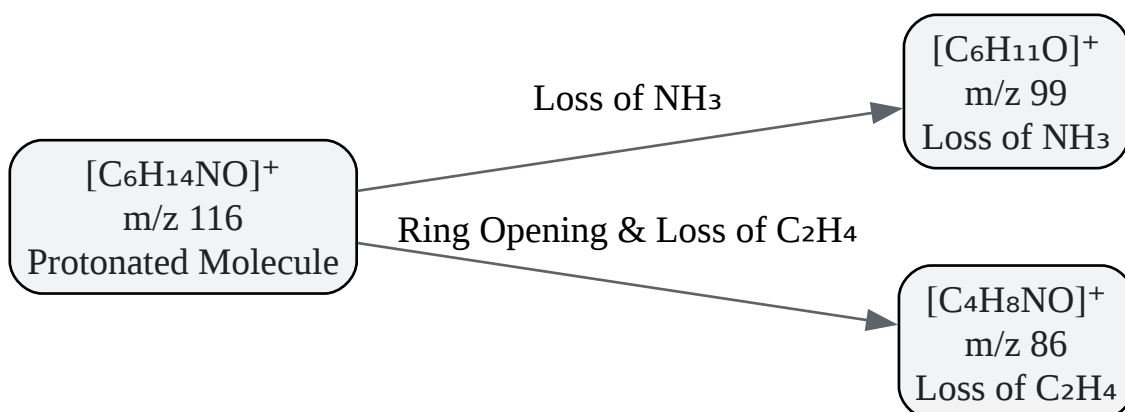 [C₆H₁₁O]⁺
m/z 99
Loss of NH₃
Loss of NH₃
[C₆H₁₄NO]⁺
m/z 116
Protonated Molecule
Ring Opening & Loss of C₂H₄
[C₄H₈NO]⁺
m/z 86
Loss of C₂H₄